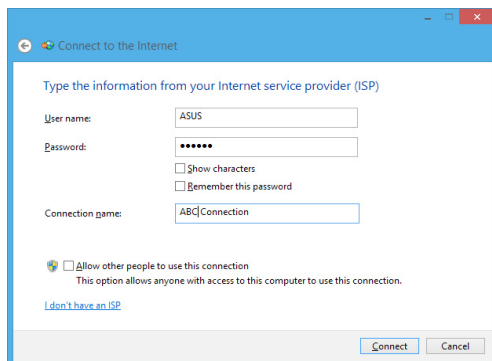 Connect to the Internet
Type the information from your Internet service provider (ISP)
User name: ASUS
Password: ••••••
Show characters
Remember this password
Connection name: ABC Connection
Allow other people to use this connection
This option allows anyone with access to this computer to use this connection.
I don't have an ISP
Connect Cancel